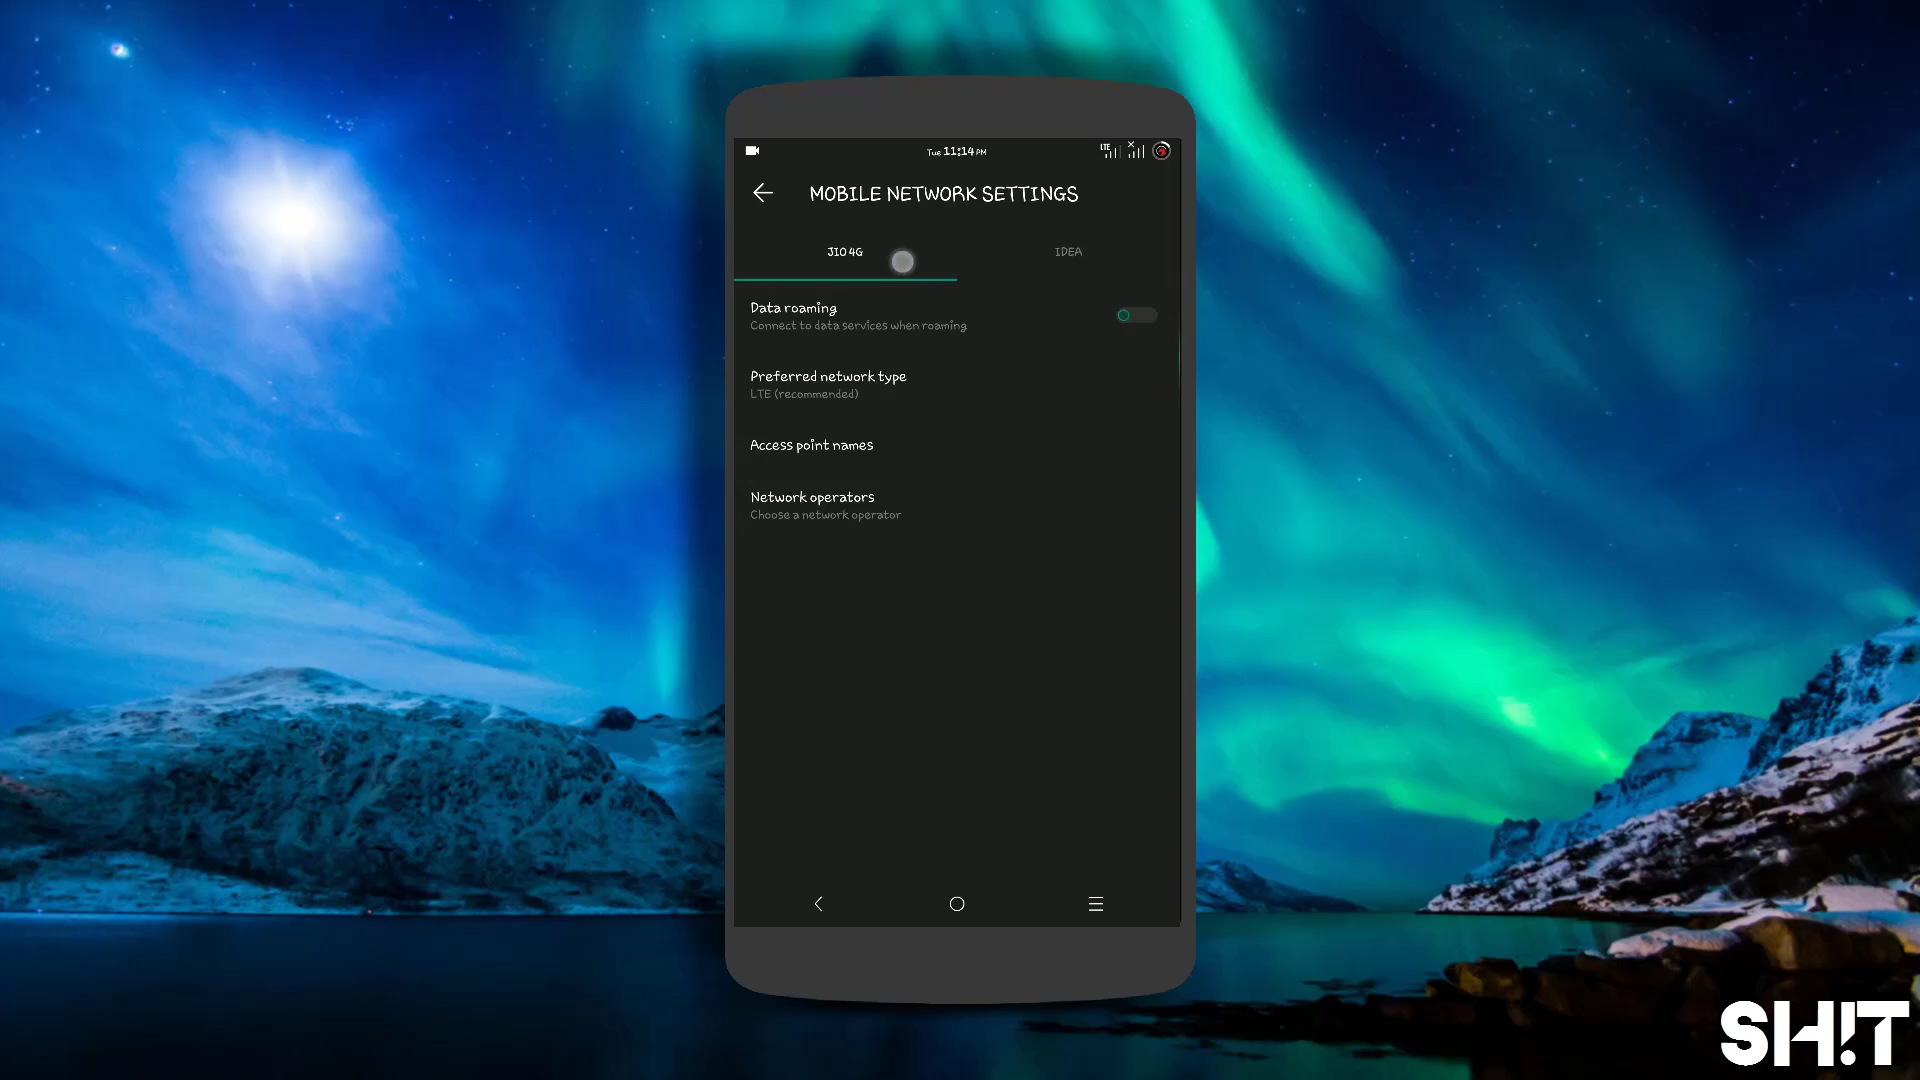 Tue 11:14 PM
LTE
MOBILE NETWORK SETTINGS
JIO 4G
IDEA
Data roaming
Connect to data services when roaming
Preferred network type
LTE (recommended)
Access point names
Network operators
Choose a network operator
SH!T